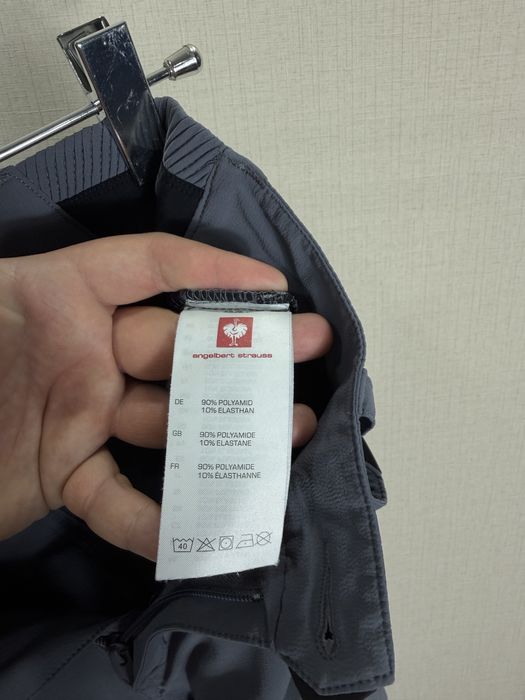 engelbert strauss
DE 90% POLYAMID
10% ELASTHAN
GB 90% POLYAMIDE
10% ELASTANE
FR 90% POLYAMIDE
10% ÉLASTHANNE
40